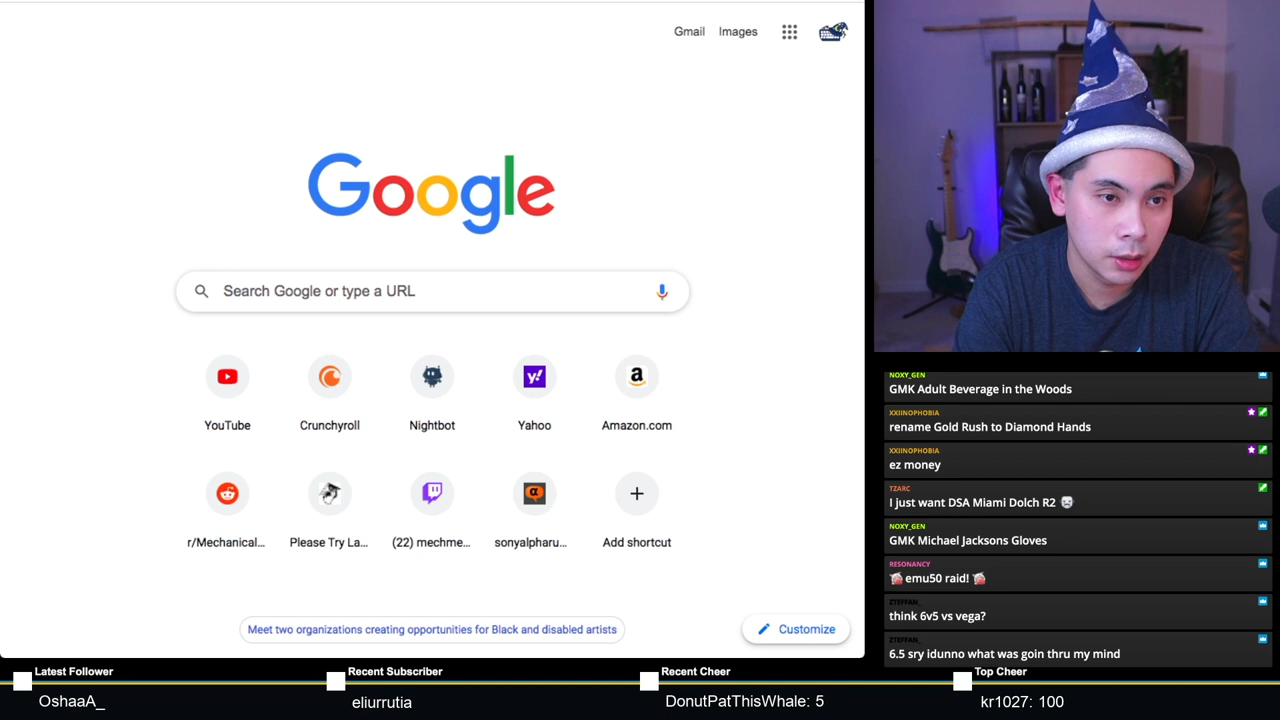 Gmail
Images
Google
Search Google or type a URL
YouTube
Crunchyroll
Nightbot
Yahoo
Amazon.com
r/Mechanical...
Please Try La...
(22) mechme...
sonyalpharu...
Add shortcut
Meet two organizations creating opportunities for Black and disabled artists
Customize
NOXY_GEN
GMK Adult Beverage in the Woods
XXIINOPHOBIA
rename Gold Rush to Diamond Hands
XXIINOPHOBIA
ez money
TZARC
I just want DSA Miami Dolch R2
NOXY_GEN
GMK Michael Jacksons Gloves
RESONANCY
emu50 raid!
ZTEFFAN_
think 6v5 vs vega?
ZTEFFAN_
6.5 sry idunno what was goin thru my mind
Latest Follower
OshaaA_
Recent Subscriber
eliurrutia
Recent Cheer
DonutPatThisWhale: 5
Top Cheer
kr1027: 100